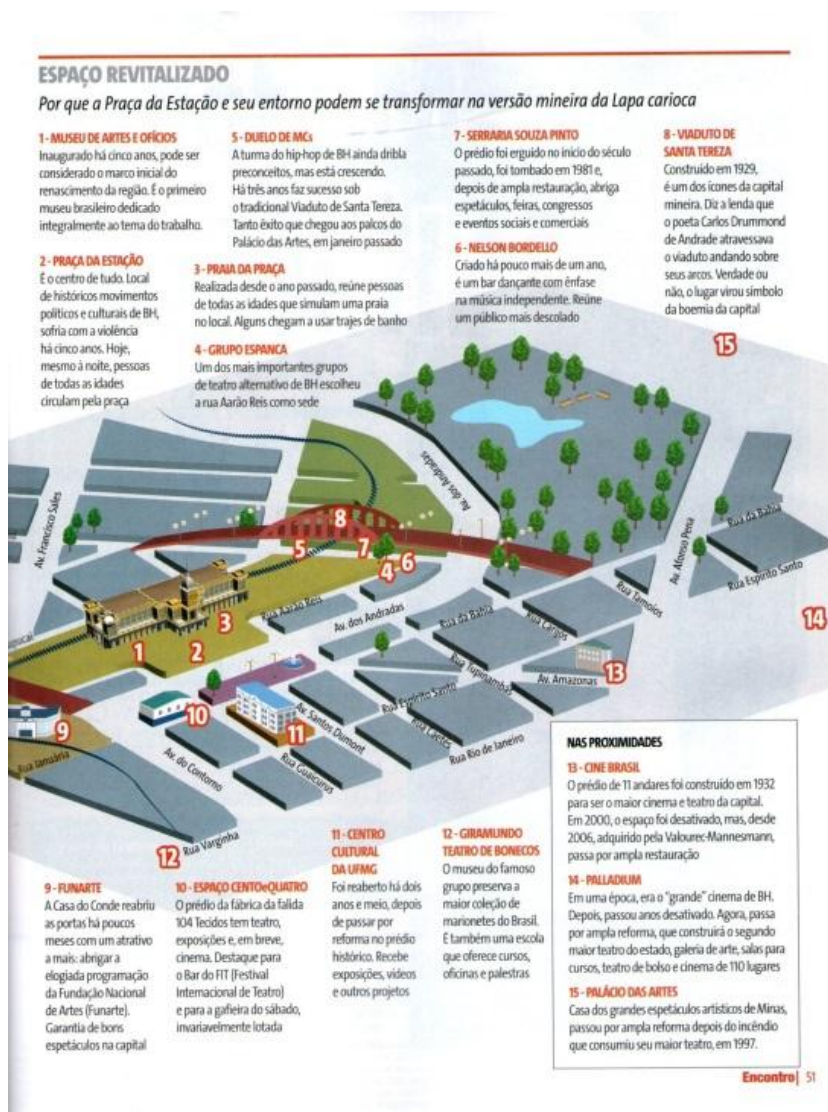 ESPAÇO REVITALIZADO
Por que a Praça da Estação e seu entorno podem se transformar na versão mineira da Lapa carioca
1 - MUSEU DE ARTES E OFÍCIOS
Inaugurado há cinco anos, pode ser
considerado o marco inicial do
renascimento da região. É o primeiro
museu brasileiro dedicado
integralmente ao tema do trabalho.
2 - PRAÇA DA ESTAÇÃO
É o centro de tudo. Local
de históricos movimentos
políticos e culturais de BH,
sofria com a violência
há cinco anos. Hoje,
mesmo à noite, pessoas
de todas as idades
circulam pela praça
5 - DUELO DE MCs
A turma do hip-hop de BH ainda dribla
preconceitos, mas está crescendo.
Há três anos faz sucesso sob
o tradicional Viaduto de Santa Tereza.
Tanto êxito que chegou aos palcos do
Palácio das Artes, em janeiro passado
3 - PRAIA DA PRAÇA
Realizada desde o ano passado, reúne pessoas
de todas as idades que simulam uma praia
no local. Alguns chegam a usar trajes de banho
4 - GRUPO ESPANCA
Um dos mais importantes grupos
de teatro alternativo de BH escolheu
a rua Aarão Reis como sede
7 - SERRARIA SOUZA PINTO
O prédio foi erguido no início do século
passado, foi tombado em 1981 e,
depois de ampla restauração, abriga
espetáculos, feiras, congressos
e eventos sociais e comerciais
6 - NELSON BORDELLO
Criado há pouco mais de um ano,
é um bar dançante com ênfase
na música independente. Reúne
um público mais descolado
8 - VIADUTO DE
SANTA TEREZA
Construído em 1929,
é um dos ícones da capital
mineira. Diz a lenda que
o poeta Carlos Drummond
de Andrade atravessava
o viaduto andando sobre
seus arcos. Verdade ou
não, o lugar virou símbolo
da boemia da capital
15
Av. Francisco Sales
Av. dos Andradas
Av. Afonso Pena
Rua da Bahia
Rua Espírito Santo
8
5
7
4
6
Rua Tamoios
14
3
Rua Aarão Reis
Av. dos Andradas
Rua da Bahia
Rua Carijós
1
2
Rua Tupinambás
Av. Amazonas
13
Rua Espírito Santo
9
10
11
Av. Santos Dumont
Rua Caetés
Rua Rio de Janeiro
Rua Januária
Av. do Contorno
Rua Guaicurus
12
Rua Varginha
9 - FUNARTE
A Casa do Conde reabriu
as portas há poucos
meses com um atrativo
a mais: abrigar a
elogiada programação
da Fundação Nacional
de Artes (Funarte).
Garantia de bons
espetáculos na capital
10 - ESPAÇO CENTOeQUATRO
O prédio da fábrica da falida
104 Tecidos tem teatro,
exposições e, em breve,
cinema. Destaque para
o Bar do FIT (Festival
Internacional de Teatro)
e para a gafieira do sábado,
invariavelmente lotada
11 - CENTRO
CULTURAL
DA UFMG
Foi reaberto há dois
anos e meio, depois
de passar por
reforma no prédio
histórico. Recebe
exposições, vídeos
e outros projetos
12 - GIRAMUNDO
TEATRO DE BONECOS
O museu do famoso
grupo preserva a
maior coleção de
marionetes do Brasil.
É também uma escola
que oferece cursos,
oficinas e palestras
NAS PROXIMIDADES
13 - CINE BRASIL
O prédio de 11 andares foi construído em 1932
para ser o maior cinema e teatro da capital.
Em 2000, o espaço foi desativado, mas, desde
2006, adquirido pela Valourec-Mannesmann,
passa por ampla restauração
14 - PALLADIUM
Em uma época, era o "grande" cinema de BH.
Depois, passou anos desativado. Agora, passa
por ampla reforma, que construirá o segundo
maior teatro do estado, galeria de arte, salas para
cursos, teatro de bolso e cinema de 110 lugares
15 - PALÁCIO DAS ARTES
Casa dos grandes espetáculos artísticos de Minas,
passou por ampla reforma depois do incêndio
que consumiu seu maior teatro, em 1997.
Encontro | 51